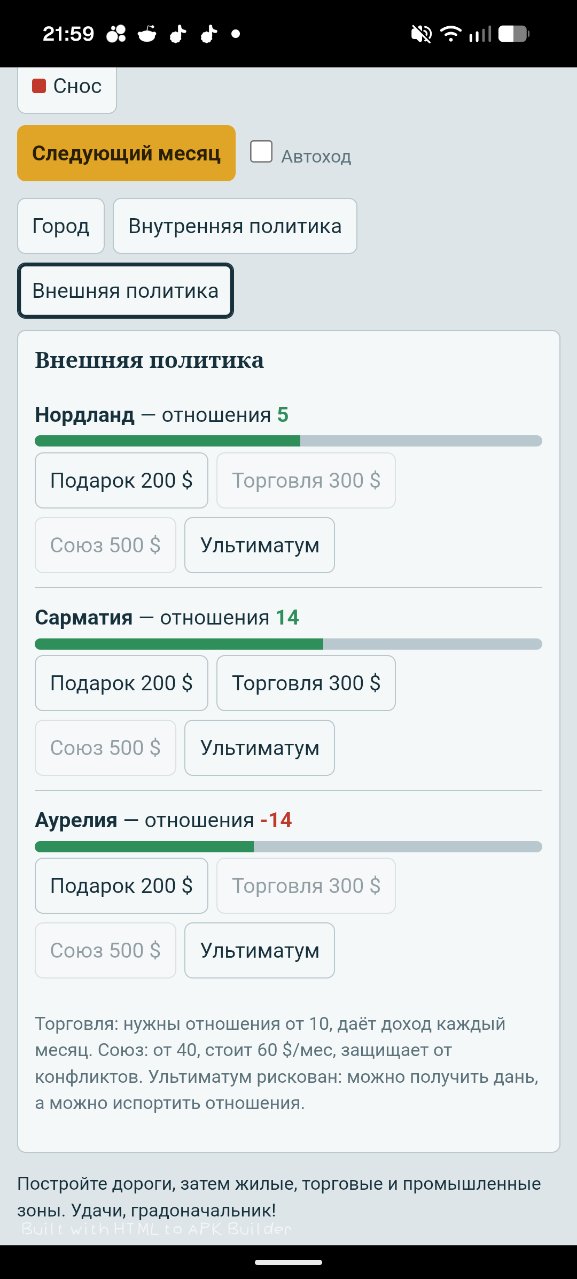 21:59
Снос
Следующий месяц Автоход
Город Внутренняя политика
Внешняя политика
Внешняя политика
Нордланд — отношения 5
Подарок 200 $ Торговля 300 $
Союз 500 $ Ультиматум
Сарматия — отношения 14
Подарок 200 $ Торговля 300 $
Союз 500 $ Ультиматум
Аурелия — отношения -14
Подарок 200 $ Торговля 300 $
Союз 500 $ Ультиматум
Торговля: нужны отношения от 10, даёт доход каждый
месяц. Союз: от 40, стоит 60 $/мес, защищает от
конфликтов. Ультиматум рискован: можно получить дань,
а можно испортить отношения.
Постройте дороги, затем жилые, торговые и промышленные
зоны. Удачи, градоначальник!
Built with HTML to APK Builder